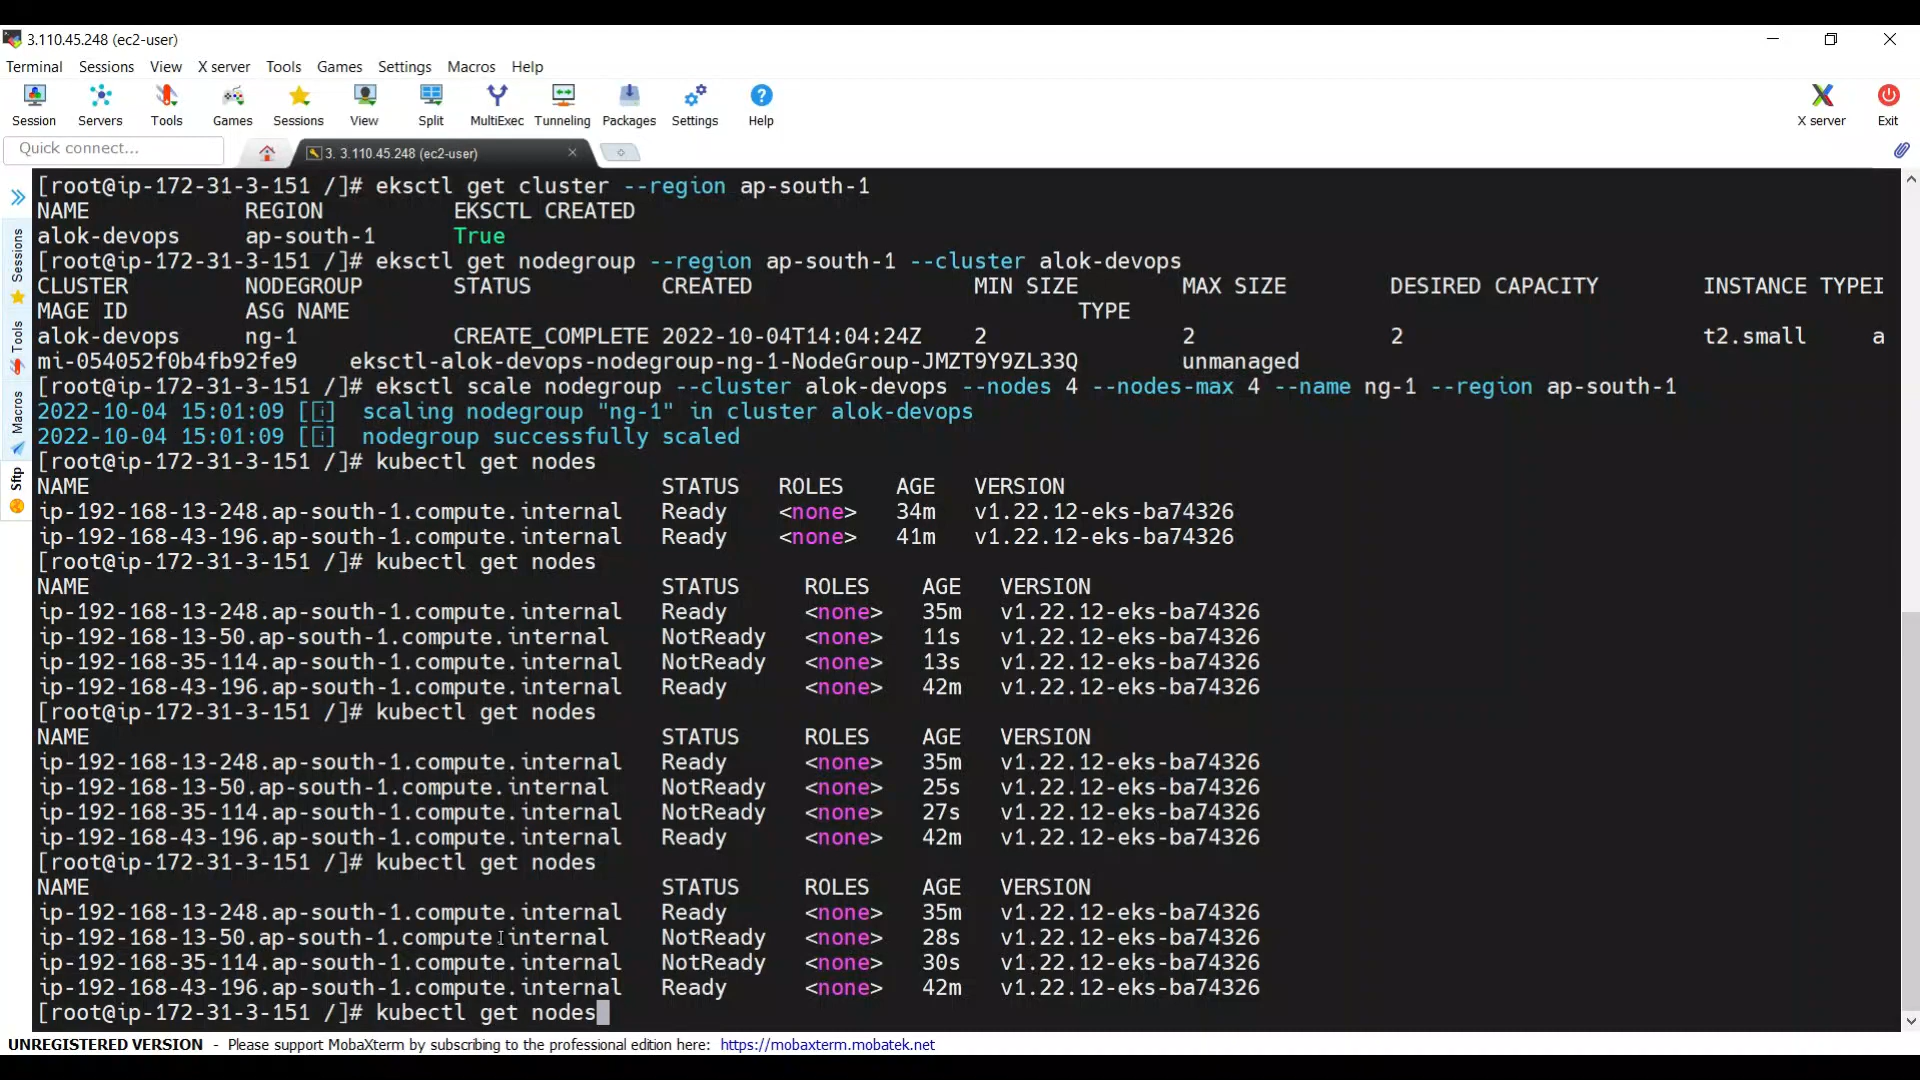 3.110.45.248 (ec2-user)
Terminal Sessions View X server Tools Games Settings Macros Help
Session Servers Tools Games Sessions View Split MultiExec Tunneling Packages Settings Help X server Exit
Quick connect... 3. 3.110.45.248 (ec2-user)
Sessions
Tools
Macros
Sftp
[root@ip-172-31-3-151 /]# eksctl get cluster --region ap-south-1
NAME REGION EKSCTL CREATED
alok-devops ap-south-1 True
[root@ip-172-31-3-151 /]# eksctl get nodegroup --region ap-south-1 --cluster alok-devops
CLUSTER NODEGROUP STATUS CREATED MIN SIZE MAX SIZE DESIRED CAPACITY INSTANCE TYPEI
MAGE ID ASG NAME TYPE
alok-devops ng-1 CREATE_COMPLETE 2022-10-04T14:04:24Z 2 2 2 t2.small a
mi-054052f0b4fb92fe9 eksctl-alok-devops-nodegroup-ng-1-NodeGroup-JMZT9Y9ZL33Q unmanaged
[root@ip-172-31-3-151 /]# eksctl scale nodegroup --cluster alok-devops --nodes 4 --nodes-max 4 --name ng-1 --region ap-south-1
2022-10-04 15:01:09 [ℹ] scaling nodegroup "ng-1" in cluster alok-devops
2022-10-04 15:01:09 [ℹ] nodegroup successfully scaled
[root@ip-172-31-3-151 /]# kubectl get nodes
NAME STATUS ROLES AGE VERSION
ip-192-168-13-248.ap-south-1.compute.internal Ready <none> 34m v1.22.12-eks-ba74326
ip-192-168-43-196.ap-south-1.compute.internal Ready <none> 41m v1.22.12-eks-ba74326
[root@ip-172-31-3-151 /]# kubectl get nodes
NAME STATUS ROLES AGE VERSION
ip-192-168-13-248.ap-south-1.compute.internal Ready <none> 35m v1.22.12-eks-ba74326
ip-192-168-13-50.ap-south-1.compute.internal NotReady <none> 11s v1.22.12-eks-ba74326
ip-192-168-35-114.ap-south-1.compute.internal NotReady <none> 13s v1.22.12-eks-ba74326
ip-192-168-43-196.ap-south-1.compute.internal Ready <none> 42m v1.22.12-eks-ba74326
[root@ip-172-31-3-151 /]# kubectl get nodes
NAME STATUS ROLES AGE VERSION
ip-192-168-13-248.ap-south-1.compute.internal Ready <none> 35m v1.22.12-eks-ba74326
ip-192-168-13-50.ap-south-1.compute.internal NotReady <none> 25s v1.22.12-eks-ba74326
ip-192-168-35-114.ap-south-1.compute.internal NotReady <none> 27s v1.22.12-eks-ba74326
ip-192-168-43-196.ap-south-1.compute.internal Ready <none> 42m v1.22.12-eks-ba74326
[root@ip-172-31-3-151 /]# kubectl get nodes
NAME STATUS ROLES AGE VERSION
ip-192-168-13-248.ap-south-1.compute.internal Ready <none> 35m v1.22.12-eks-ba74326
ip-192-168-13-50.ap-south-1.compute.internal NotReady <none> 28s v1.22.12-eks-ba74326
ip-192-168-35-114.ap-south-1.compute.internal NotReady <none> 30s v1.22.12-eks-ba74326
ip-192-168-43-196.ap-south-1.compute.internal Ready <none> 42m v1.22.12-eks-ba74326
[root@ip-172-31-3-151 /]# kubectl get nodes
UNREGISTERED VERSION - Please support MobaXterm by subscribing to the professional edition here: https://mobaxterm.mobatek.net